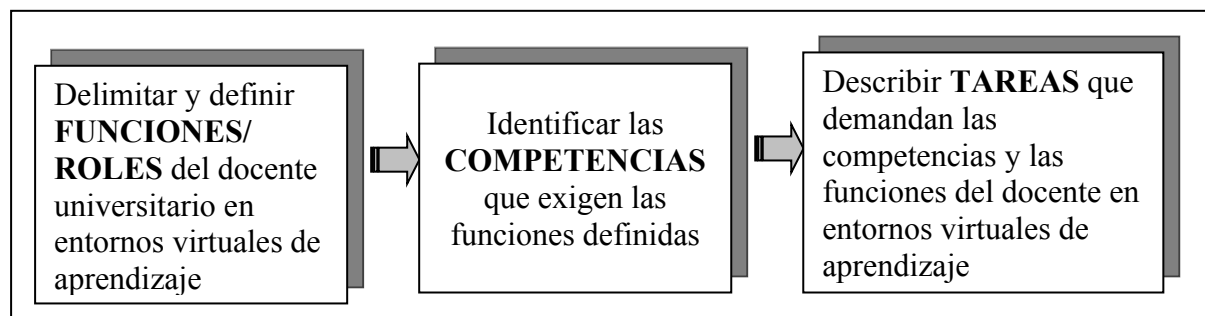 Delimitar y definir
FUNCIONES/
ROLES del docente
universitario en
entornos virtuales de
aprendizaje
Identificar las
COMPETENCIAS
que exigen las
funciones definidas
Describir TAREAS que
demandan las
competencias y las
funciones del docente en
entornos virtuales de
aprendizaje